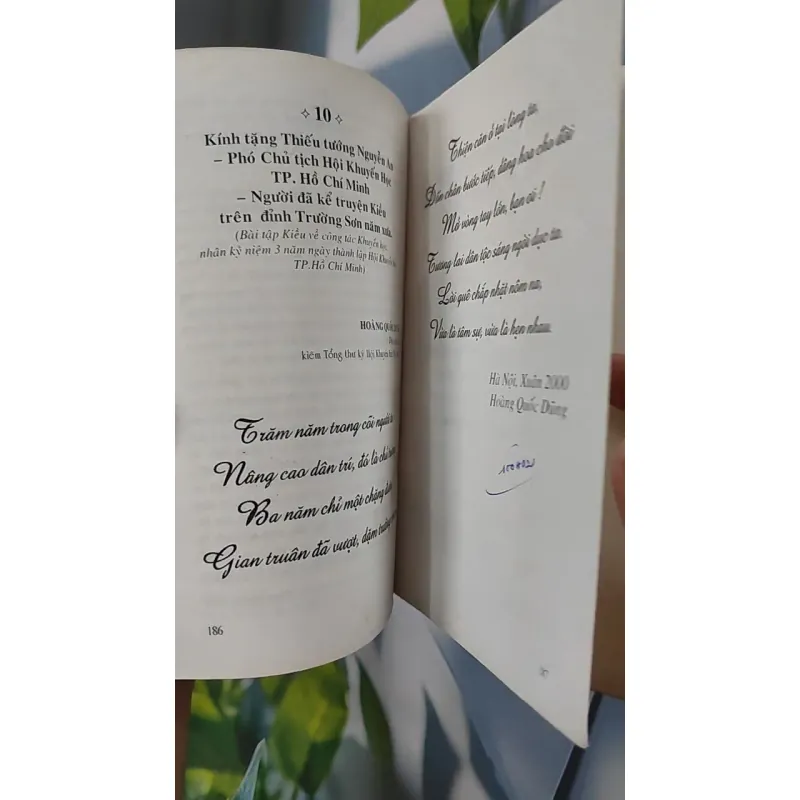 ✧ 10 ✧
Kính tặng Thiếu tướng Nguyễn An
– Phó Chủ tịch Hội Khuyến Học
TP. Hồ Chí Minh
– Người đã kể truyện Kiều
trên đỉnh Trường Sơn năm xưa.
(Bài tập Kiều về công tác Khuyến học,
nhân kỷ niệm 3 năm ngày thành lập Hội Khuyến
TP.Hồ Chí Minh)
HOÀNG QUỐC
kiêm Tổng thư ký Hội Khuyến
Trăm năm trong cõi người ta
Nâng cao dân trí, đó là chủ
Ba năm chỉ một chặng
Gian truân đã vượt, dặm trường
186
Thiện căn ở tại lòng ta,
Dấn chân bước tiếp, dâng hoa cho đời
Mở vòng tay lớn, bạn ơi !
Tương lai dân tộc sáng ngời dục ta.
Lời quê chắp nhặt nôm na,
Vừa là tâm sự, vừa là hẹn nhau.
Hà Nội, Xuân 2000
Hoàng Quốc Dũng